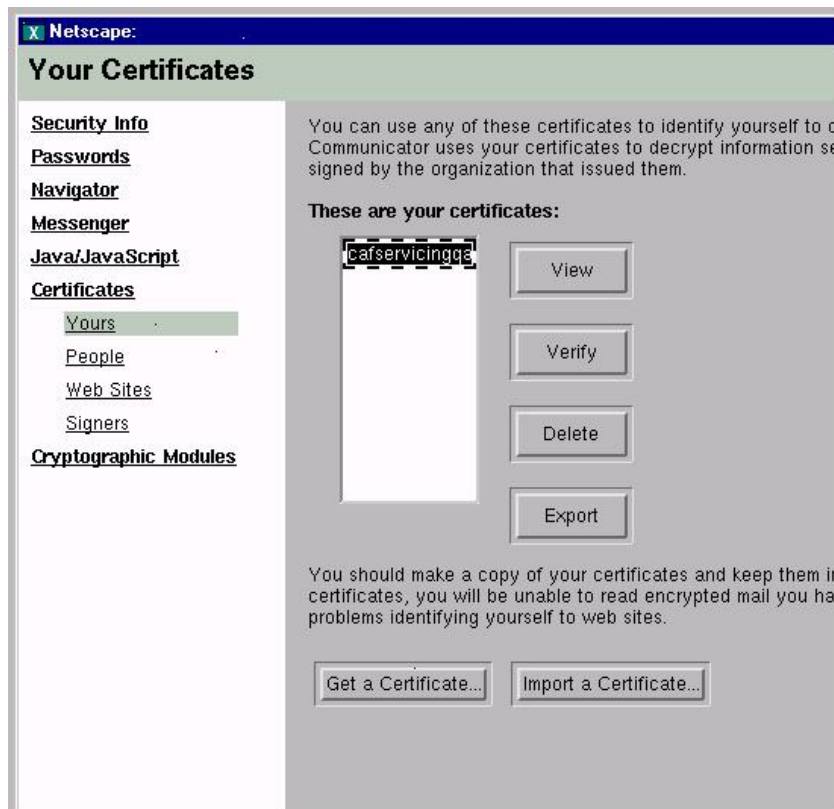 X Netscape:
Your Certificates
Security Info
Passwords
Navigator
Messenger
Java/JavaScript
Certificates
Yours
People
Web Sites
Signers
Cryptographic Modules
You can use any of these certificates to identify yourself to
Communicator uses your certificates to decrypt information
signed by the organization that issued them.
These are your certificates:
cafservicingqa
View
Verify
Delete
Export
You should make a copy of your certificates and keep them
certificates, you will be unable to read encrypted mail you
problems identifying yourself to web sites.
Get a Certificate...
Import a Certificate...